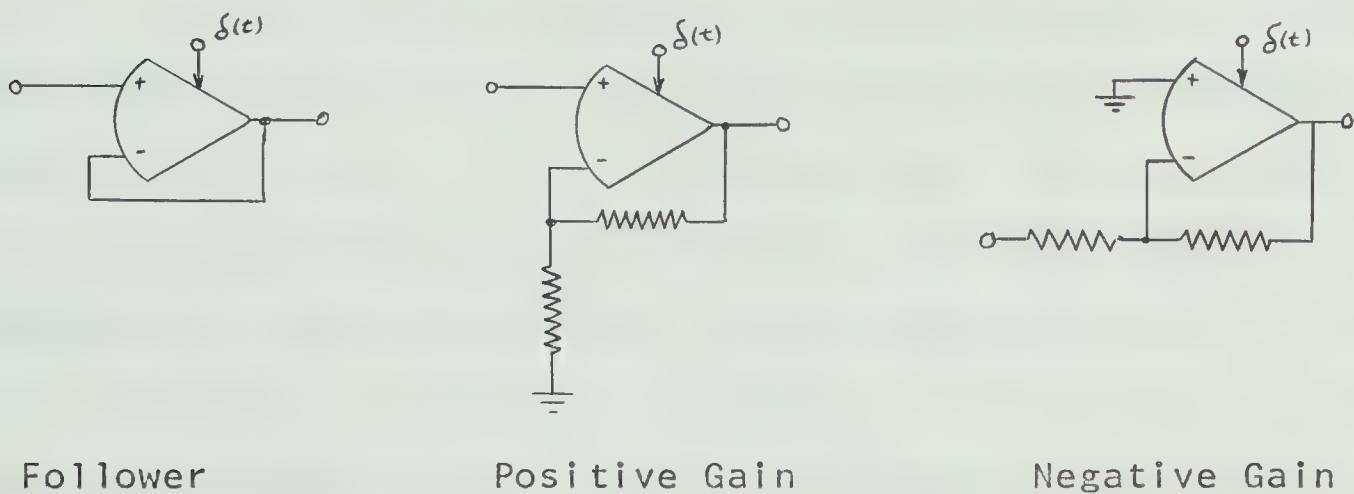 δ(t)
δ(t)
δ(t)
+
+
+
-
-
-
Follower
Positive Gain
Negative Gain